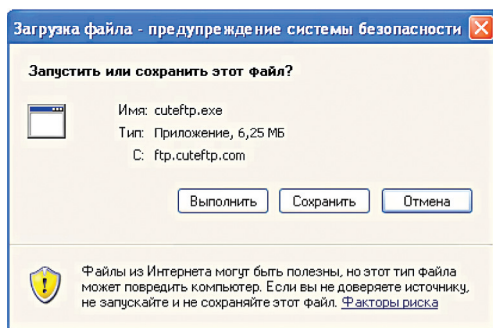 Загрузка файла - предупреждение системы безопасности
Запустить или сохранить этот файл?
Имя: cuteftp.exe
Тип: Приложение, 6,25 МБ
С: ftp.cuteftp.com
Выполнить Сохранить Отмена
Файлы из Интернета могут быть полезны, но этот тип файла
может повредить компьютер. Если вы не доверяете источнику,
не запускайте и не сохраняйте этот файл. Факторы риска